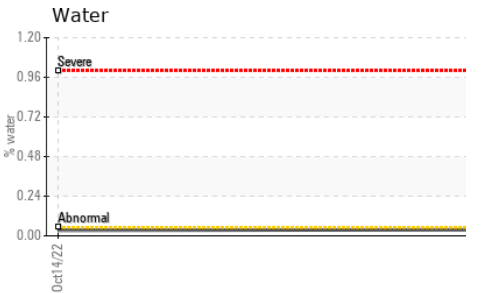 Water
1.20
Severe
0.96
0.72
% water
0.48
0.24
Abnormal
0.00
Oct14/22